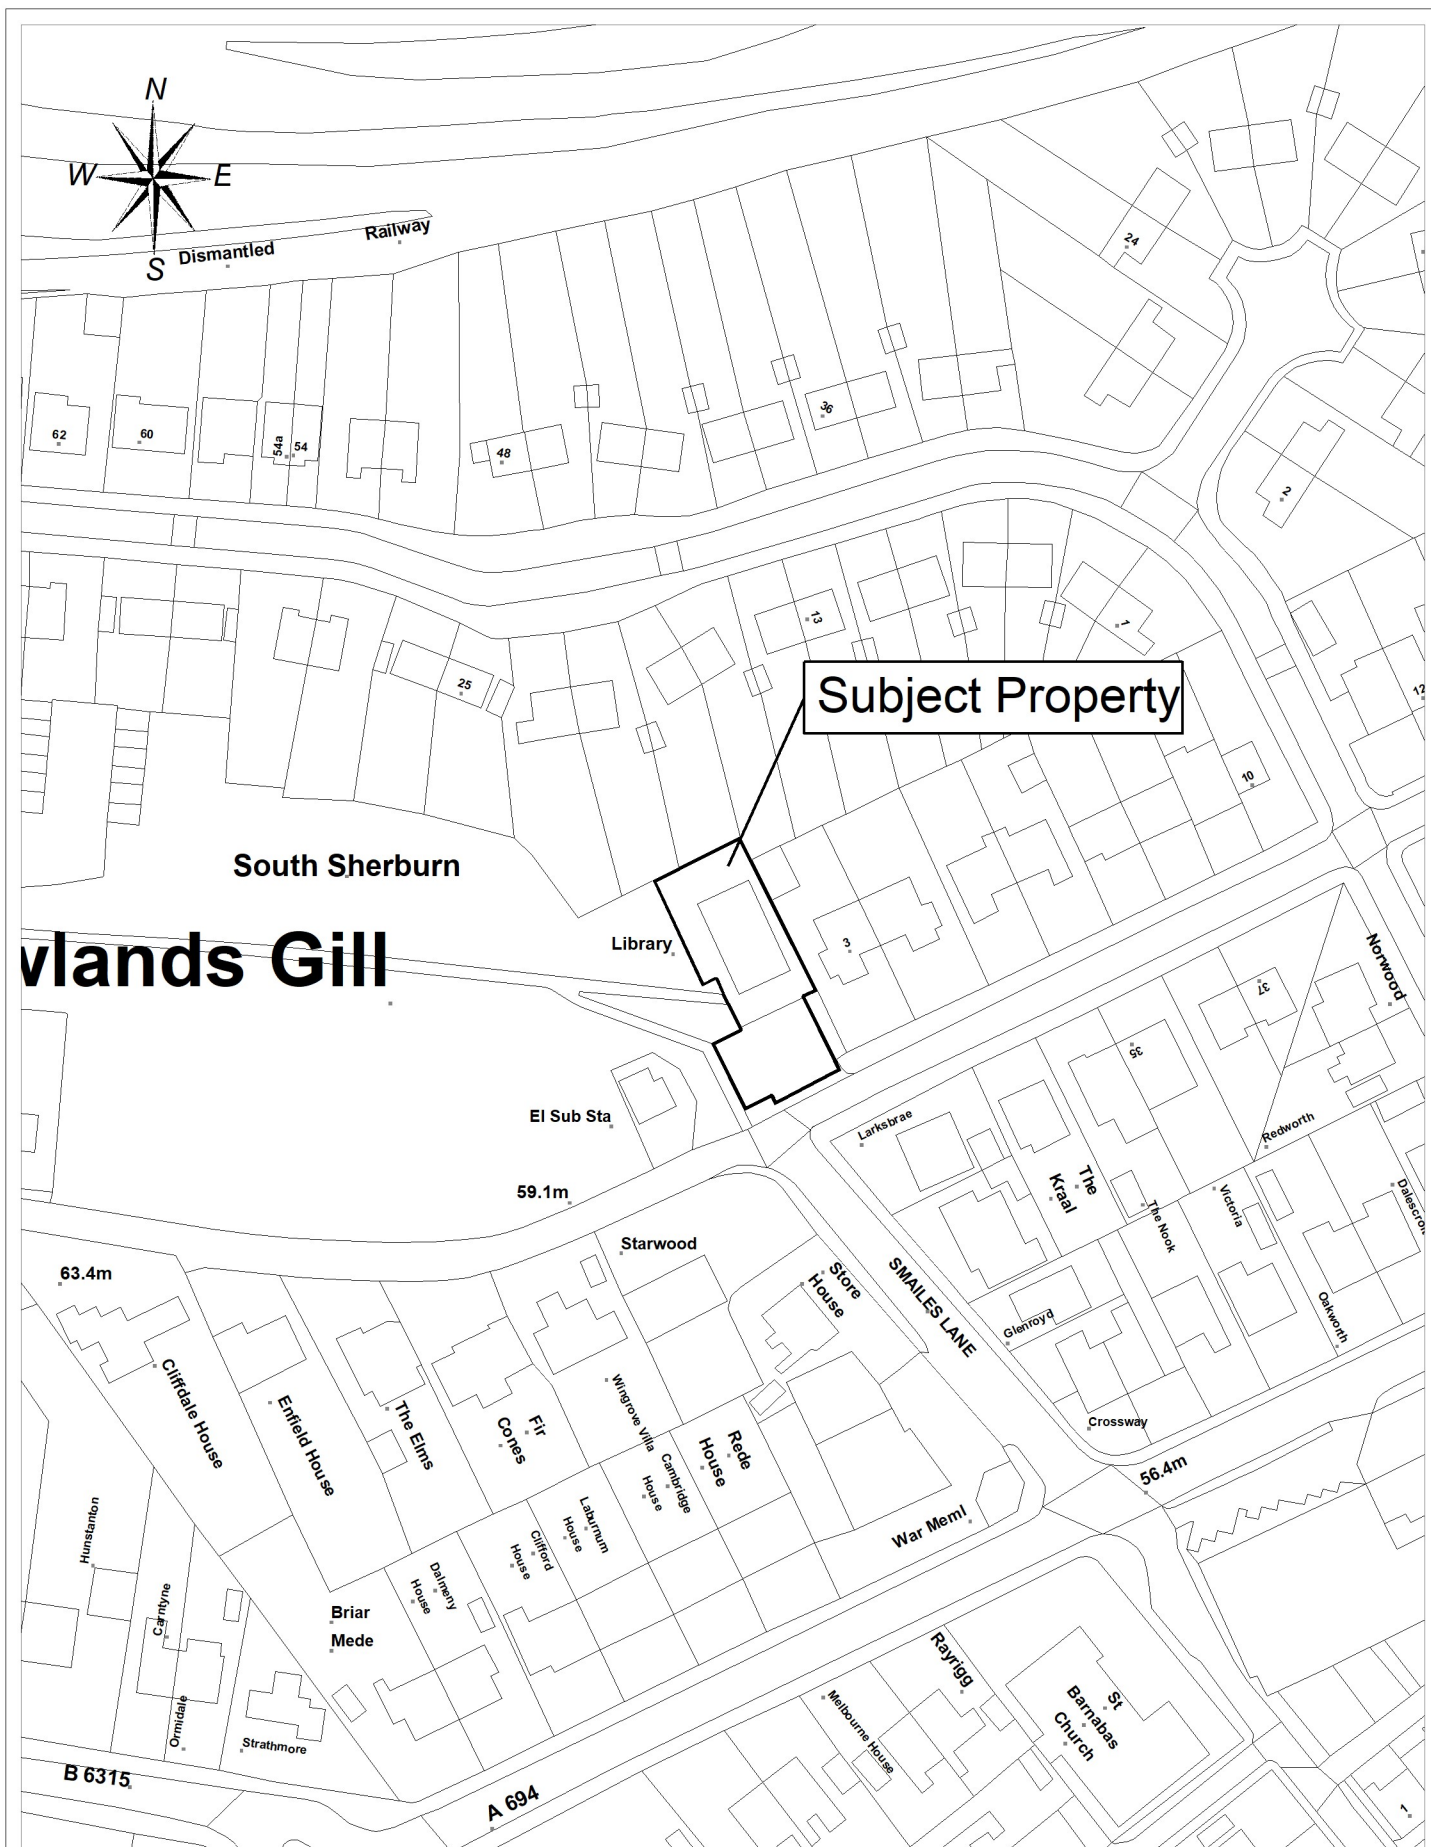 N
W
E
S
Dismantled
Railway
24
62
60
54a
54
48
36
2
13
1
25
12
Subject Property
10
South Sherburn
Library
wlands Gill
3
Norwood
37
35
El Sub Sta
Larksbrae
Redworth
The
Kraal
The Nook
Victoria
Dalescroft
59.1m
Starwood
Store
House
SMAILES LANE
Glenroyd
Oakworth
63.4m
Cliffdale House
Enfield House
The Elms
Fir
Cones
Wingrove Villa
Cambridge
House
Rede
House
Crossway
56.4m
War Meml
Laburnum
House
Clifford
House
Dalmeny
House
Hunstanton
Carntyne
Briar
Mede
Ormidale
Strathmore
Rayrigg
Melbourne House
St
Barnabas
Church
B 6315
A 694
1